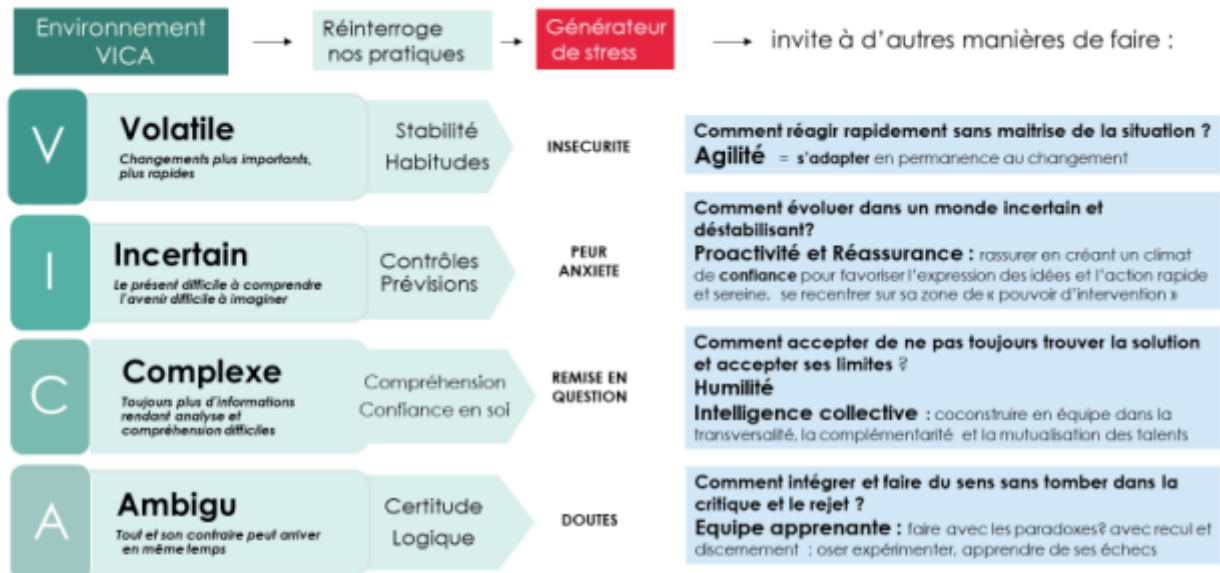 Environnement
VICA
→
Réinterroge
nos pratiques
→
Générateur
de stress
→
invite à d'autres manières de faire :
V
Volatile
Changements plus importants,
plus rapides
Stabilité
Habitudes
INSECURITE
Comment réagir rapidement sans maitrise de la situation ?
Agilité = s'adapter en permanence au changement
I
Incertain
Le présent difficile à comprendre
l'avenir difficile à imaginer
Contrôles
Prévisions
PEUR
ANXIETE
Comment évoluer dans un monde incertain et
déstabilisant?
Proactivité et Réassurance : rassurer en créant un climat
de confiance pour favoriser l'expression des idées et l'action rapide
et sereine, se recentrer sur sa zone de « pouvoir d'intervention »
C
Complexe
Toujours plus d'informations
rendant analyse et
compréhension difficiles
Compréhension
Confiance en soi
REMISE EN
QUESTION
Comment accepter de ne pas toujours trouver la solution
et accepter ses limites ?
Humilité
Intelligence collective : coconstruire en équipe dans la
transversalité, la complémentarité et la mutualisation des talents
A
Ambigu
Tout et son contraire peut arriver
en même temps
Certitude
Logique
DOUTES
Comment intégrer et faire du sens sans tomber dans la
critique et le rejet ?
Equipe apprenante : faire avec les paradoxes? avec recul et
discernement : oser expérimenter, apprendre de ses échecs